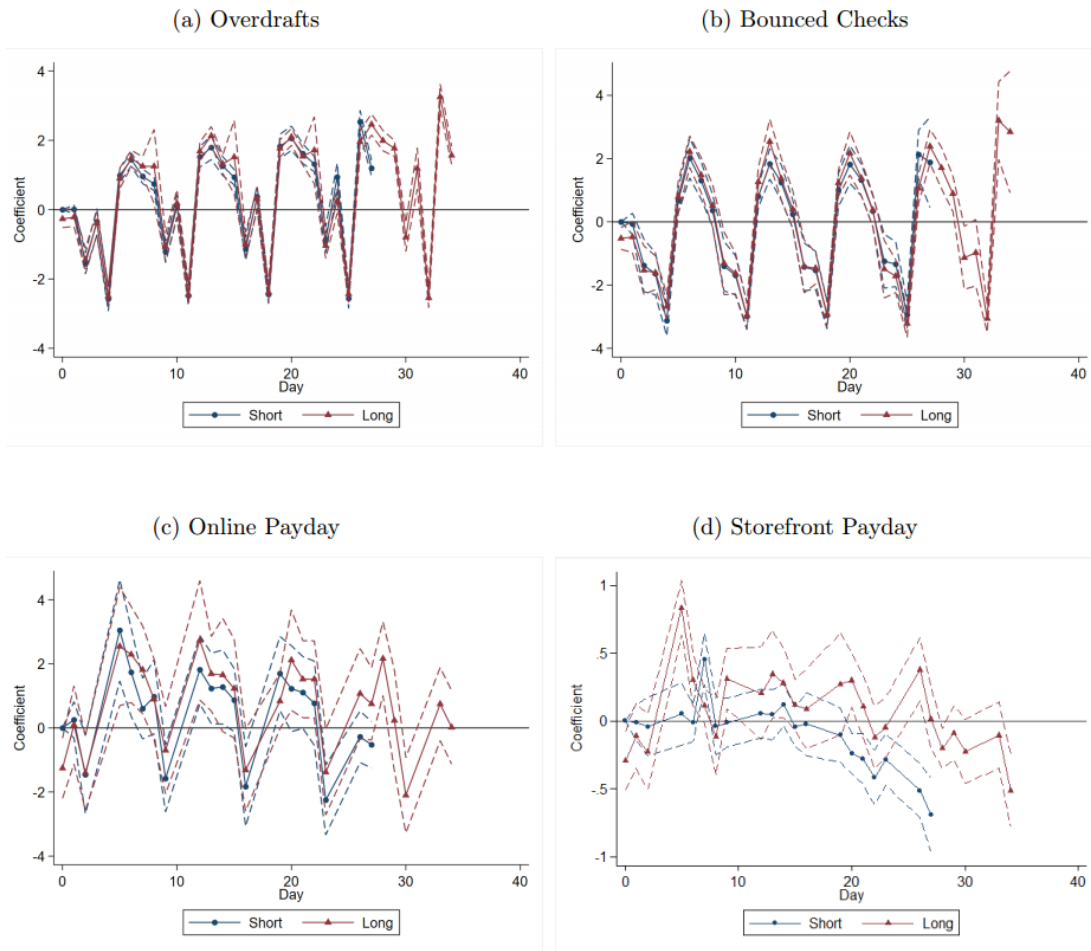 (a) Overdrafts
(b) Bounced Checks
4
2
0
-2
-4
Coefficient
0
10
20
30
40
Day
Short
Long
4
2
0
-2
-4
Coefficient
0
10
20
30
40
Day
Short
Long
(c) Online Payday
(d) Storefront Payday
4
2
0
-2
-4
Coefficient
0
10
20
30
40
Day
Short
Long
1
.5
0
-.5
-1
Coefficient
0
10
20
30
40
Day
Short
Long